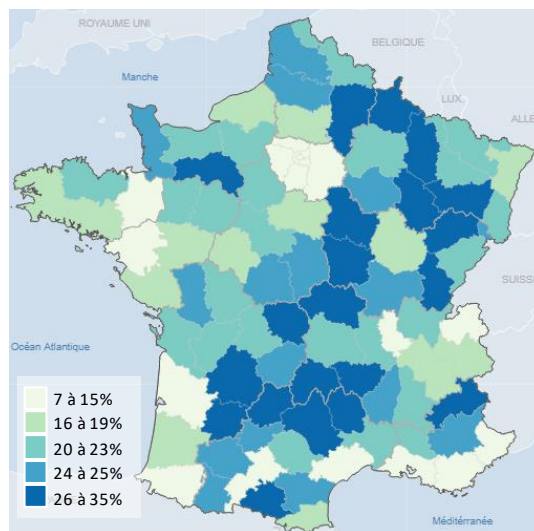 ROYAUME UNI
BELGIQUE
Manche
LUX.
ALLE
SUISS
Océan Atlantique
7 à 15%
16 à 19%
20 à 23%
24 à 25%
26 à 35%
Méditérranée